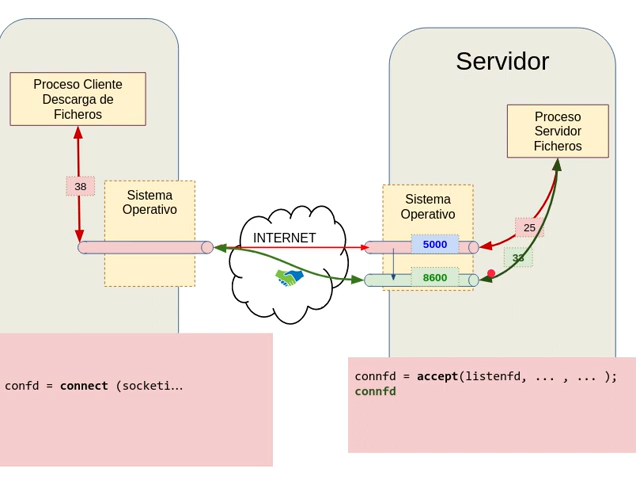 Servidor
Proceso Cliente
Descarga de
Ficheros
Proceso
Servidor
Ficheros
38
Sistema
Operativo
Sistema
Operativo
INTERNET
5000
25
33
8600
confd = connect (socketi...
connfd = accept(listenfd, ... , ... );
connfd